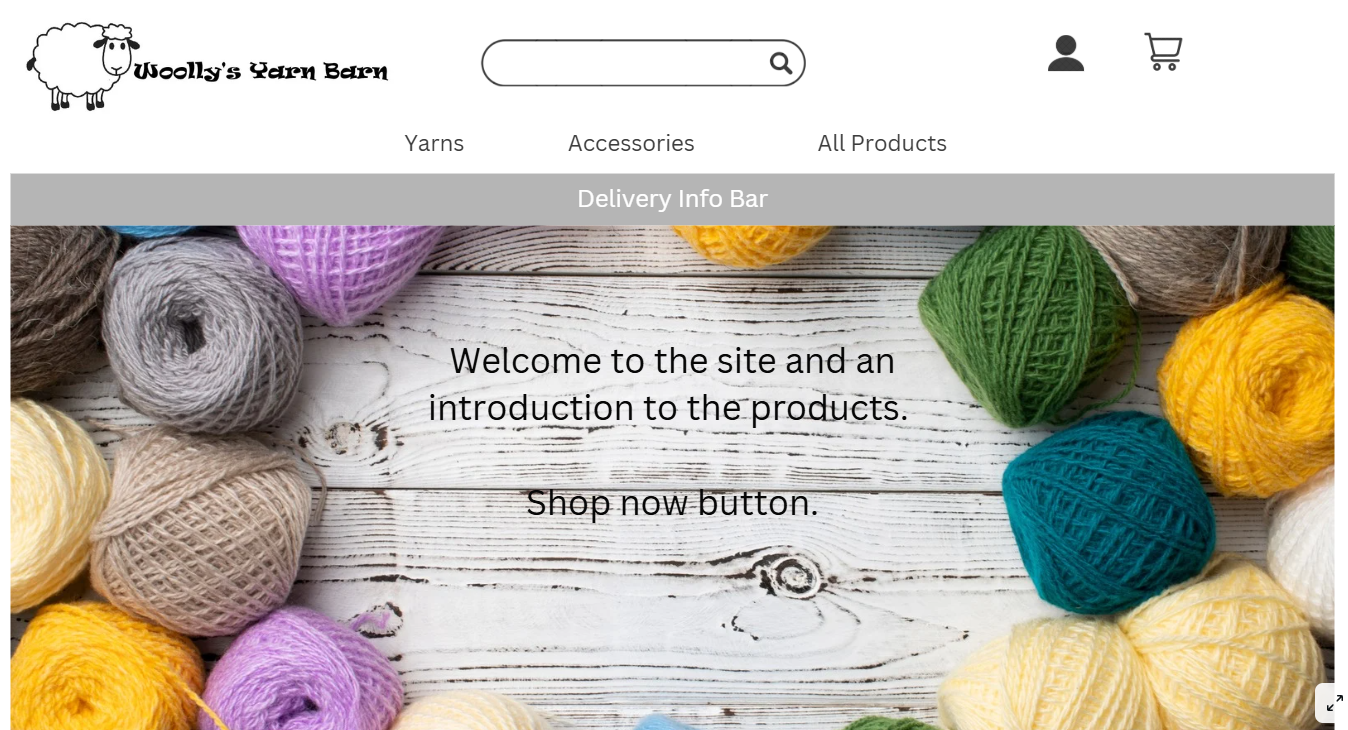 Woolly's Yarn Barn
Yarns Accessories All Products
Delivery Info Bar
Welcome to the site and an
introduction to the products.
Shop now button.